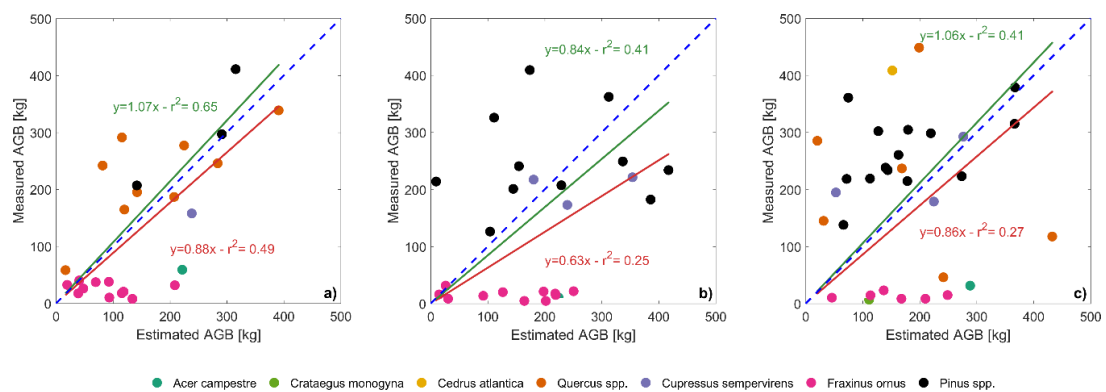 500
400
300
200
100
0
Measured AGB [kg]
y=1.07x - r²= 0.65
y=0.88x - r²= 0.49
a)
0 100 200 300 400 500
Estimated AGB [kg]
500
400
300
200
100
0
Measured AGB [kg]
y=0.84x - r²= 0.41
y=0.63x - r²= 0.25
b)
0 100 200 300 400 500
Estimated AGB [kg]
500
400
300
200
100
0
Measured AGB [kg]
y=1.06x - r²= 0.41
y=0.86x - r²= 0.27
c)
0 100 200 300 400 500
Estimated AGB [kg]
Acer campestre Crataegus monogyna Cedrus atlantica Quercus spp. Cupressus sempervirens Fraxinus ornus Pinus spp.